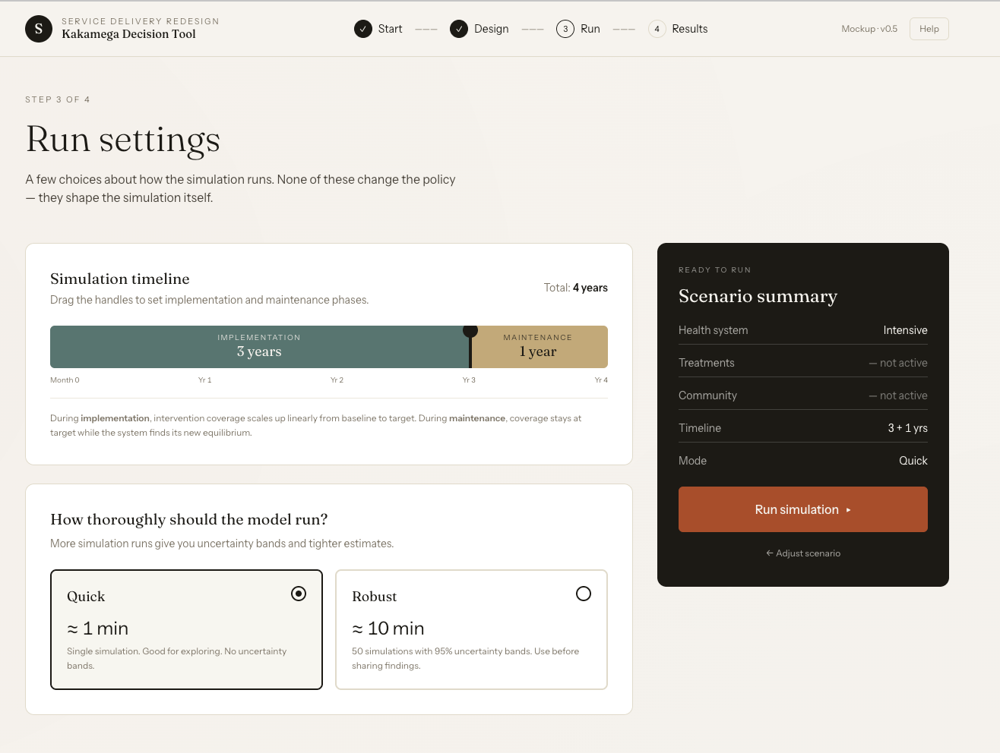 S
SERVICE DELIVERY REDESIGN
Kakamega Decision Tool
✓ Start
✓ Design
3 Run
4 Results
Mockup · v0.5
Help
STEP 3 OF 4
Run settings
A few choices about how the simulation runs. None of these change the policy
— they shape the simulation itself.
Simulation timeline
Drag the handles to set implementation and maintenance phases.
Total: 4 years
IMPLEMENTATION
3 years
MAINTENANCE
1 year
Month 0
Yr 1
Yr 2
Yr 3
Yr 4
During implementation, intervention coverage scales up linearly from baseline to target. During maintenance, coverage stays at
target while the system finds its new equilibrium.
How thoroughly should the model run?
More simulation runs give you uncertainty bands and tighter estimates.
Quick
≈ 1 min
Single simulation. Good for exploring. No uncertainty
bands.
Robust
≈ 10 min
50 simulations with 95% uncertainty bands. Use before
sharing findings.
READY TO RUN
Scenario summary
Health system Intensive
Treatments — not active
Community — not active
Timeline 3 + 1 yrs
Mode Quick
Run simulation ▸
← Adjust scenario